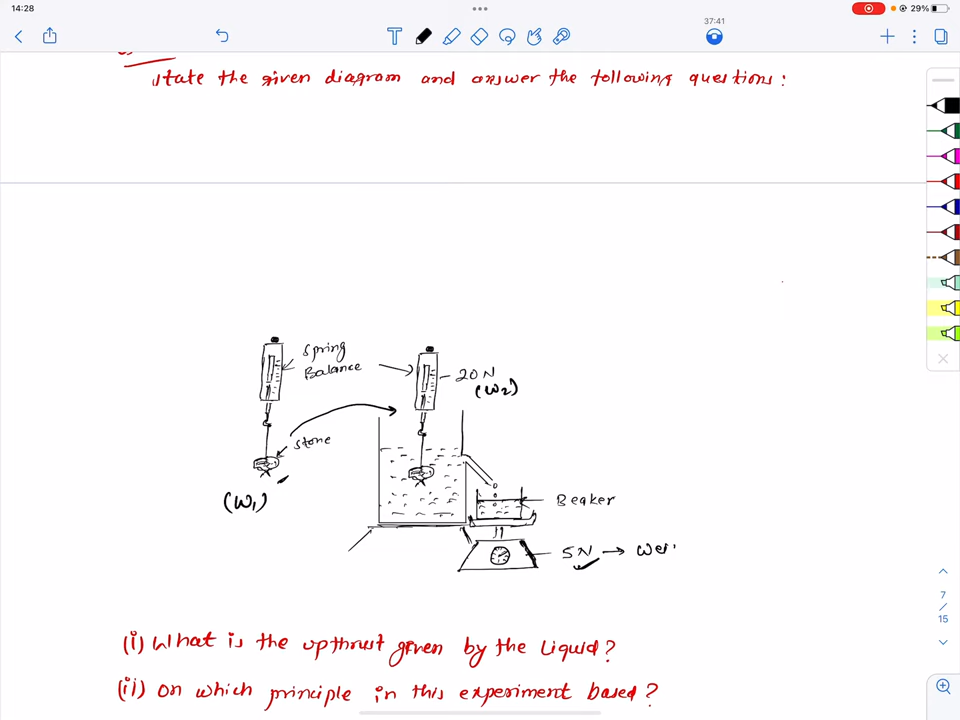 14:28
37:41
29%
state the given diagram and answer the following questions:
Spring
Balance
20N
(W2)
stone
(W1)
Beaker
5N → Wei
7
/
15
(i) What is the upthrust given by the Liquid?
(ii) on which principle in this experiment based?